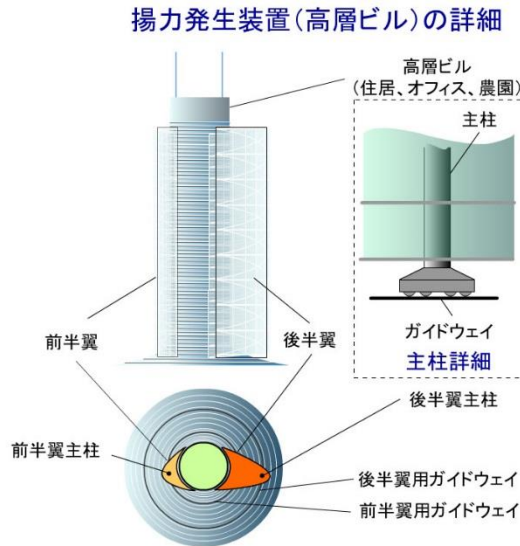 揚力発生装置(高層ビル)の詳細
高層ビル
(住居、オフィス、農園)
主柱
ガイドウェイ
主柱詳細
前半翼
後半翼
後半翼主柱
前半翼主柱
後半翼用ガイドウェイ
前半翼用ガイドウェイ